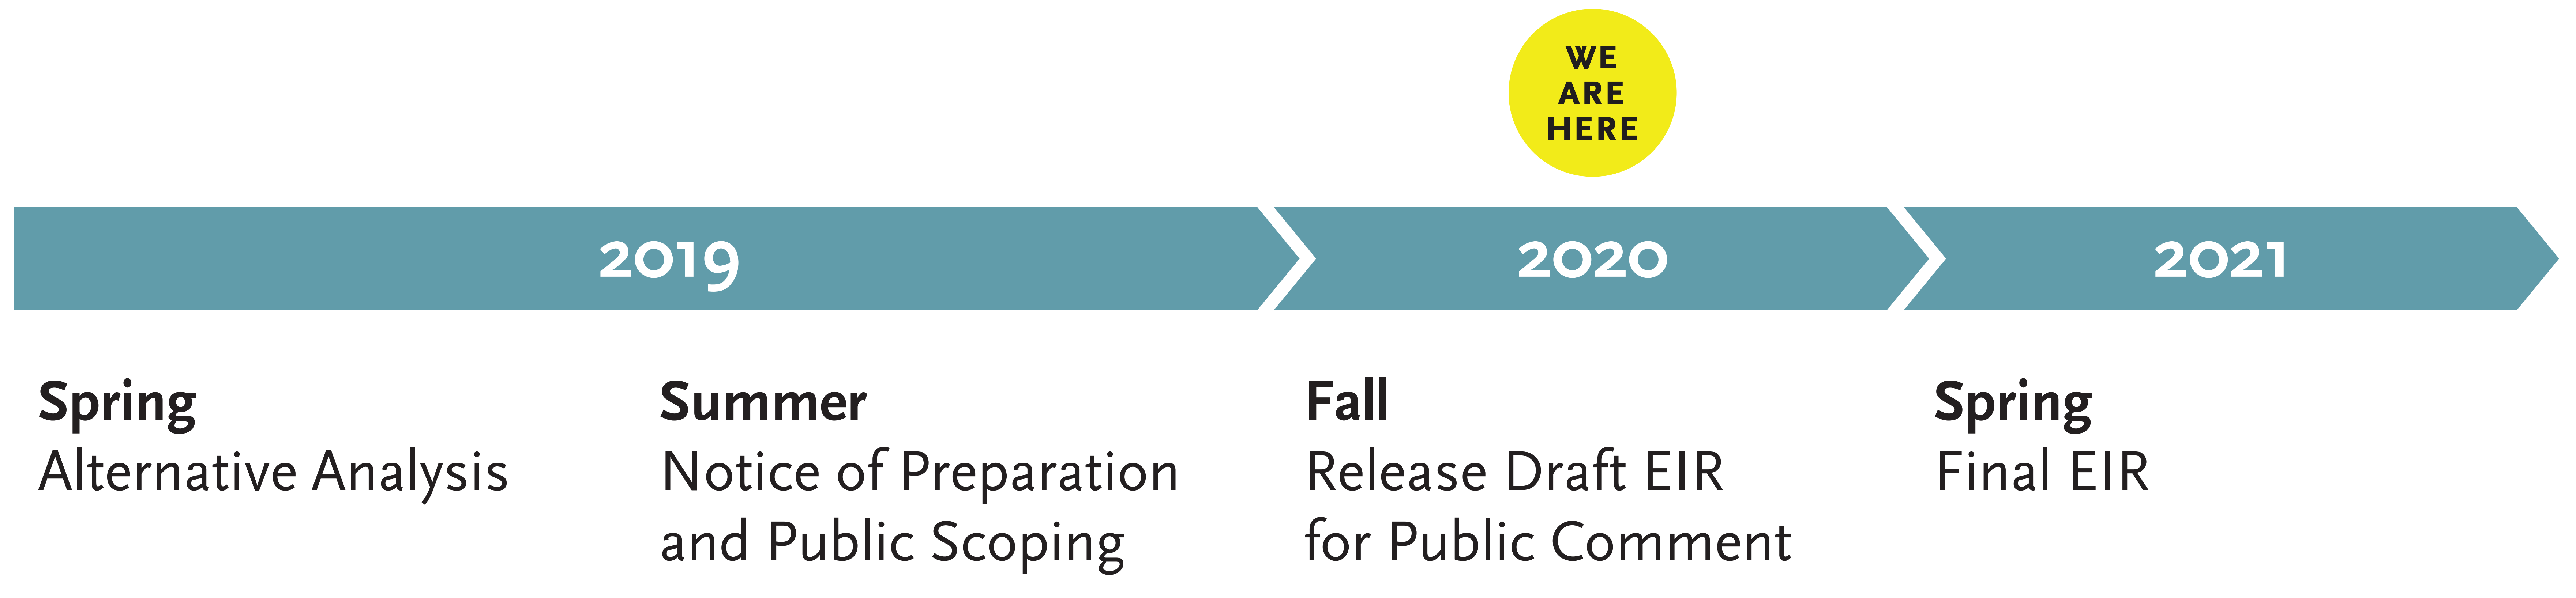 WE
ARE
HERE
2019
2020
2021
Spring
Alternative Analysis
Summer
Notice of Preparation
and Public Scoping
Fall
Release Draft EIR
for Public Comment
Spring
Final EIR